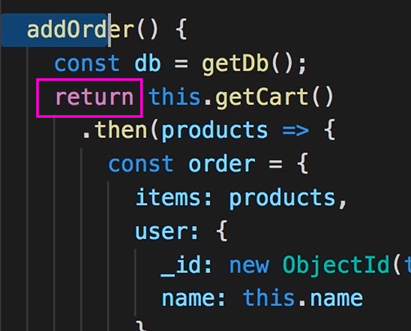 addOrder() {
const db = getDb();
return this.getCart()
.then(products => {
const order = {
items: products,
user: {
_id: new ObjectId(
name: this.name
}